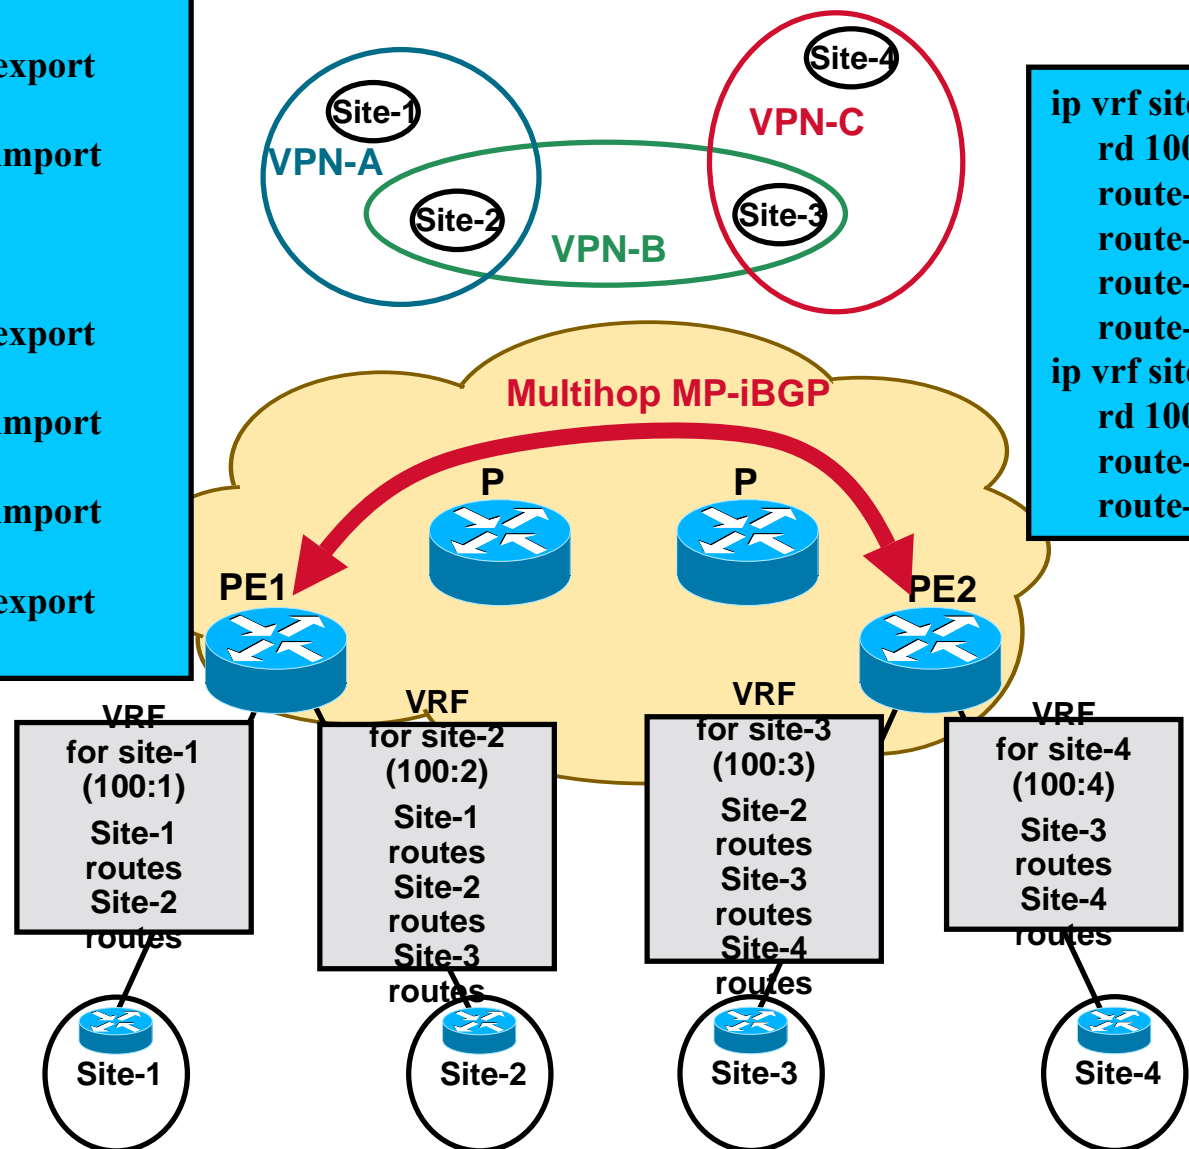 export
import
export
import
import
export
Site-1
VPN-A
Site-2
VPN-B
Site-4
VPN-C
Site-3
ip vrf site
rd 100
route-
route-
route-
route-
ip vrf site
rd 100
route-
route-
Multihop MP-iBGP
P
P
PE1
PE2
VRF
for site-1
(100:1)
Site-1
routes
Site-2
routes
VRF
for site-2
(100:2)
Site-1
routes
Site-2
routes
Site-3
routes
VRF
for site-3
(100:3)
Site-2
routes
Site-3
routes
Site-4
routes
VRF
for site-4
(100:4)
Site-3
routes
Site-4
routes
Site-1
Site-2
Site-3
Site-4